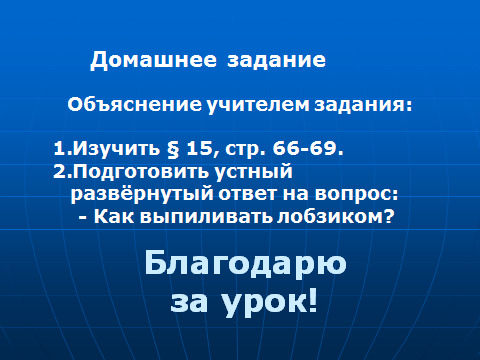 Домашнее задание
Объяснение учителем задания:
1.Изучить § 15, стр. 66-69.
2.Подготовить устный
развёрнутый ответ на вопрос:
- Как выпиливать лобзиком?
Благодарю
за урок!